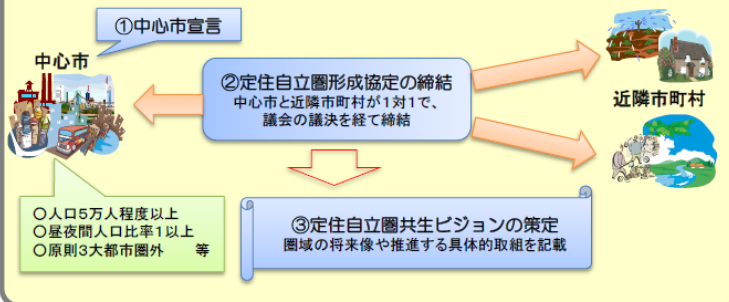 ①中心市宣言
中心市
②定住自立圏形成協定の締結
中心市と近隣市町村が1対1で、
議会の議決を経て締結
近隣市町村
○人口5万人程度以上
○昼夜間人口比率1以上
○原則3大都市圏外　等
③定住自立圏共生ビジョンの策定
圏域の将来像や推進する具体的取組を記載